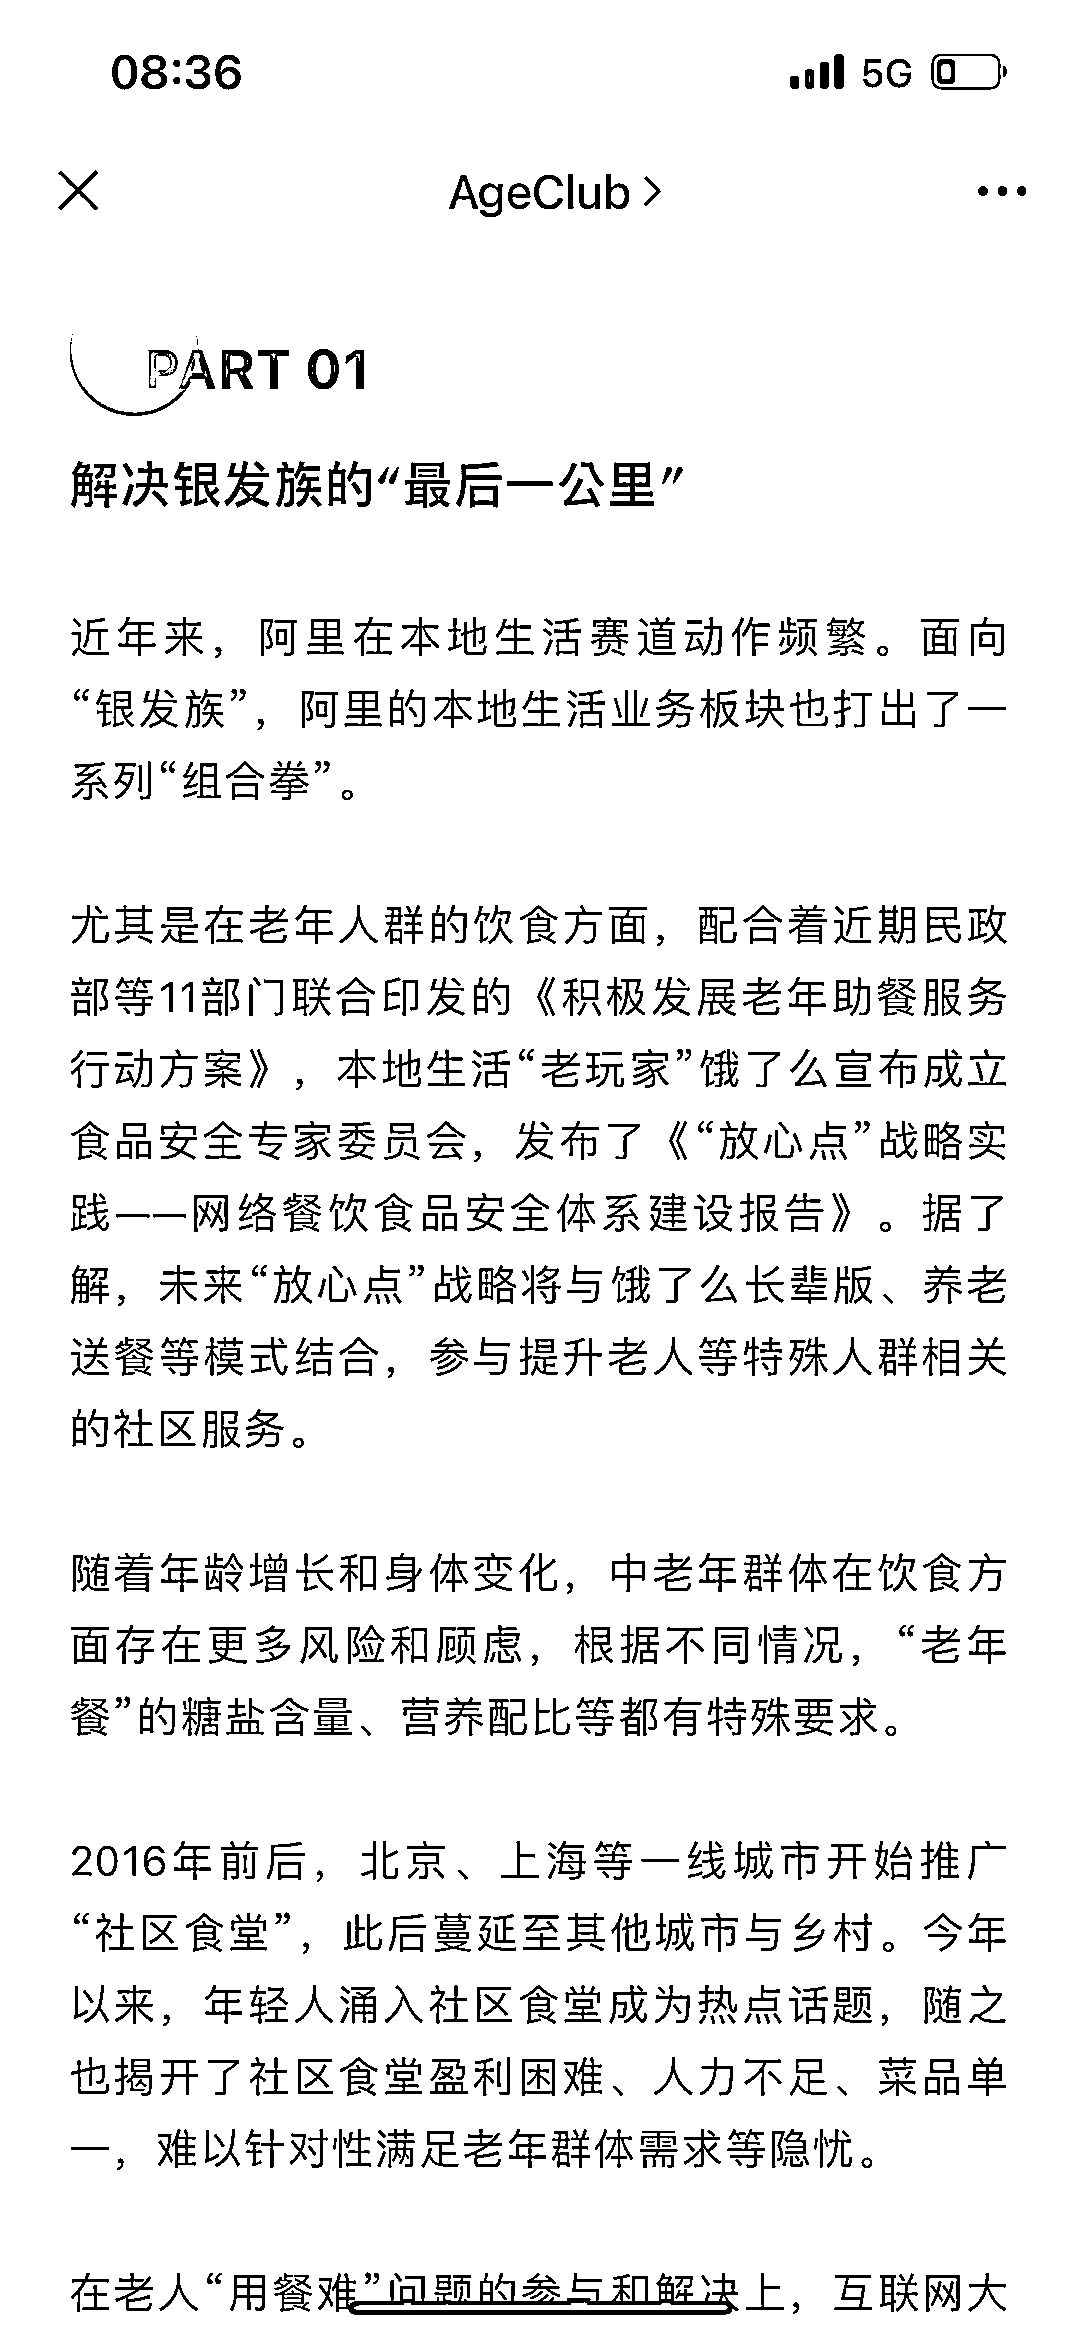 08:36
5G
AgeClub
PART 01
解决银发族的“最后一公里”
近年来，阿里在本地生活赛道动作频繁。面向
“银发族”，阿里的本地生活业务板块也打出了一
系列“组合拳”。
尤其是在老年人群的饮食方面，配合着近期民政
部等11部门联合印发的《积极发展老年助餐服务
行动方案》，本地生活“老玩家”饿了么宣布成立
食品安全专家委员会，发布了《“放心点”战略实
践——网络餐饮食品安全体系建设报告》。据了
解，未来“放心点”战略将与饿了么长辈版、养老
送餐等模式结合，参与提升老人等特殊人群相关
的社区服务。
随着年龄增长和身体变化，中老年群体在饮食方
面存在更多风险和顾虑，根据不同情况，“老年
餐”的糖盐含量、营养配比等都有特殊要求。
2016年前后，北京、上海等一线城市开始推广
“社区食堂”，此后蔓延至其他城市与乡村。今年
以来，年轻人涌入社区食堂成为热点话题，随之
也揭开了社区食堂盈利困难、人力不足、菜品单
一，难以针对性满足老年群体需求等隐忧。
在老人“用餐难”问题的参与和解决上，互联网大